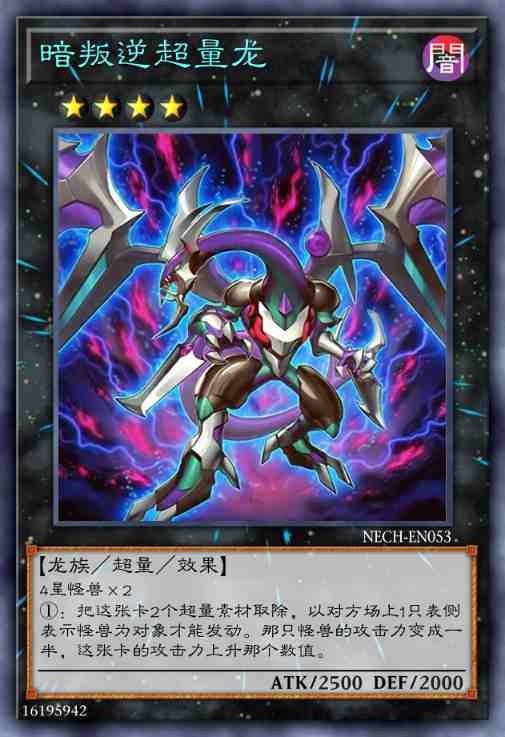 暗叛逆超量龙
闇
NECH-EN053
【龙族／超量／效果】
4星怪兽×2
①：把这张卡2个超量素材取除，以对方场上1只表侧
表示怪兽为对象才能发动。那只怪兽的攻击力变成一
半，这张卡的攻击力上升那个数值。
ATK/2500 DEF/2000
16195942